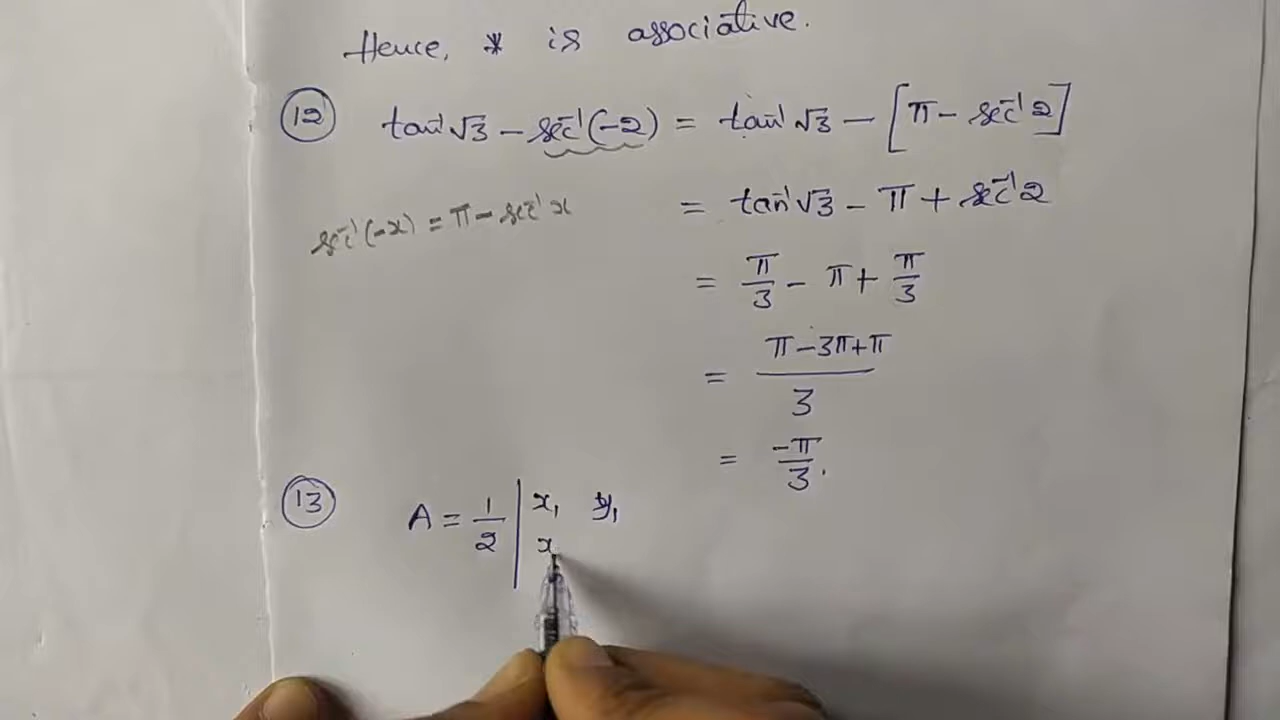 Hence, * is associative.
(12) tan⁻¹√3 – sec⁻¹(-2) = tan⁻¹√3 – [π – sec⁻¹2]
sec⁻¹(-x) = π – sec⁻¹x
= tan⁻¹√3 – π + sec⁻¹2
= π/3 – π + π/3
= π – 3π + π / 3
= -π/3.
(13) A = 1/2 | x₁ y₁
x